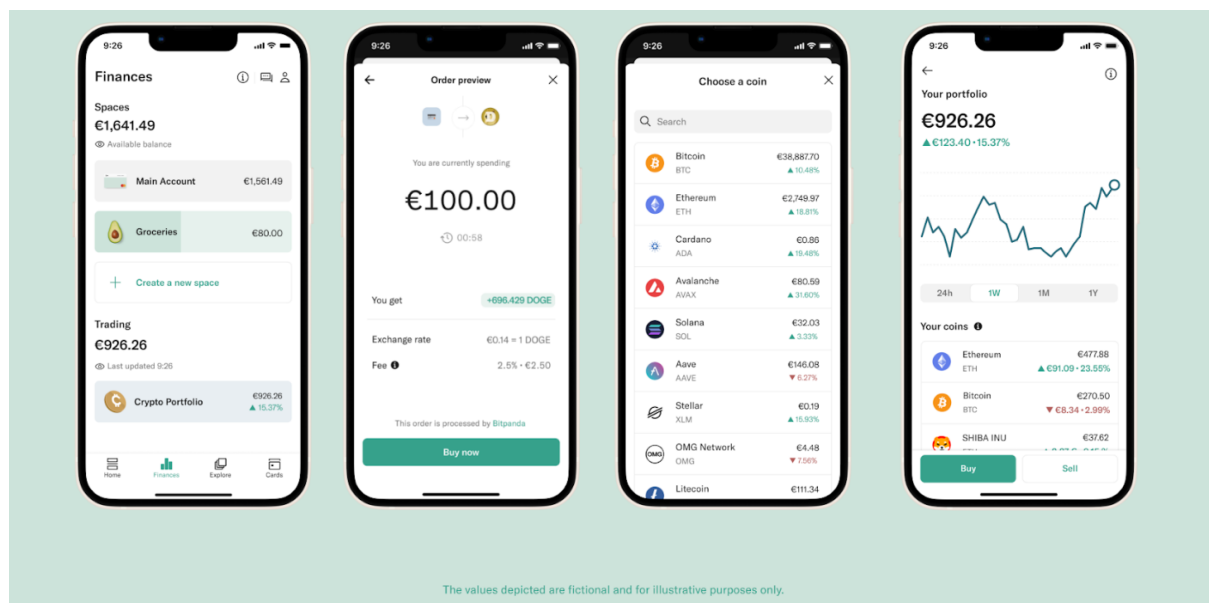 9:26
Finances
Spaces
€1,641.49
Available balance
Main Account €1,561.49
Groceries €80.00
Create a new space
Trading
€926.26
Last updated 9:26
Crypto Portfolio €926.26
▲ 15.37%
Home Finances Explore Cards
9:26
Order preview
You are currently spending
€100.00
00:58
You get +696.429 DOGE
Exchange rate €0.14 = 1 DOGE
Fee 2.5% • €2.50
This order is processed by Bitpanda
Buy now
9:26
Choose a coin
Search
Bitcoin €38,887.70
BTC ▲ 10.48%
Ethereum €2,749.97
ETH ▲ 18.81%
Cardano €0.86
ADA ▲ 19.48%
Avalanche €80.59
AVAX ▲ 31.60%
Solana €32.03
SOL ▲ 3.33%
Aave €146.08
AAVE ▼ 6.27%
Stellar €0.19
XLM ▲ 15.93%
OMG
OMG Network €4.48
OMG ▼ 7.56%
Litecoin €111.34
9:26
Your portfolio
€926.26
▲ €123.40 • 15.37%
24h 1W 1M 1Y
Your coins
Ethereum €477.88
ETH ▲ €91.09 • 23.55%
Bitcoin €270.50
BTC ▼ €8.34 • 2.99%
SHIBA INU €37.62
Buy Sell
The values depicted are fictional and for illustrative purposes only.